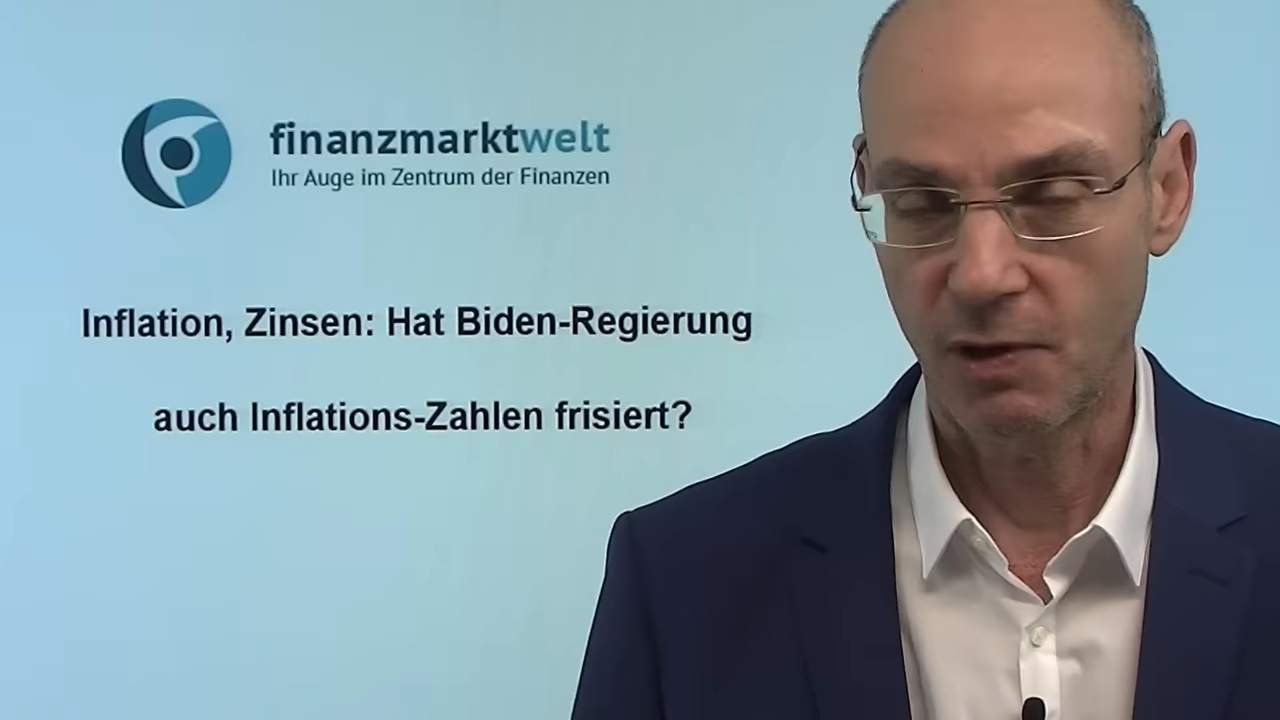 finanzmarktwelt
Ihr Auge im Zentrum der Finanzen
Inflation, Zinsen: Hat Biden-Regierung
auch Inflations-Zahlen frisiert?